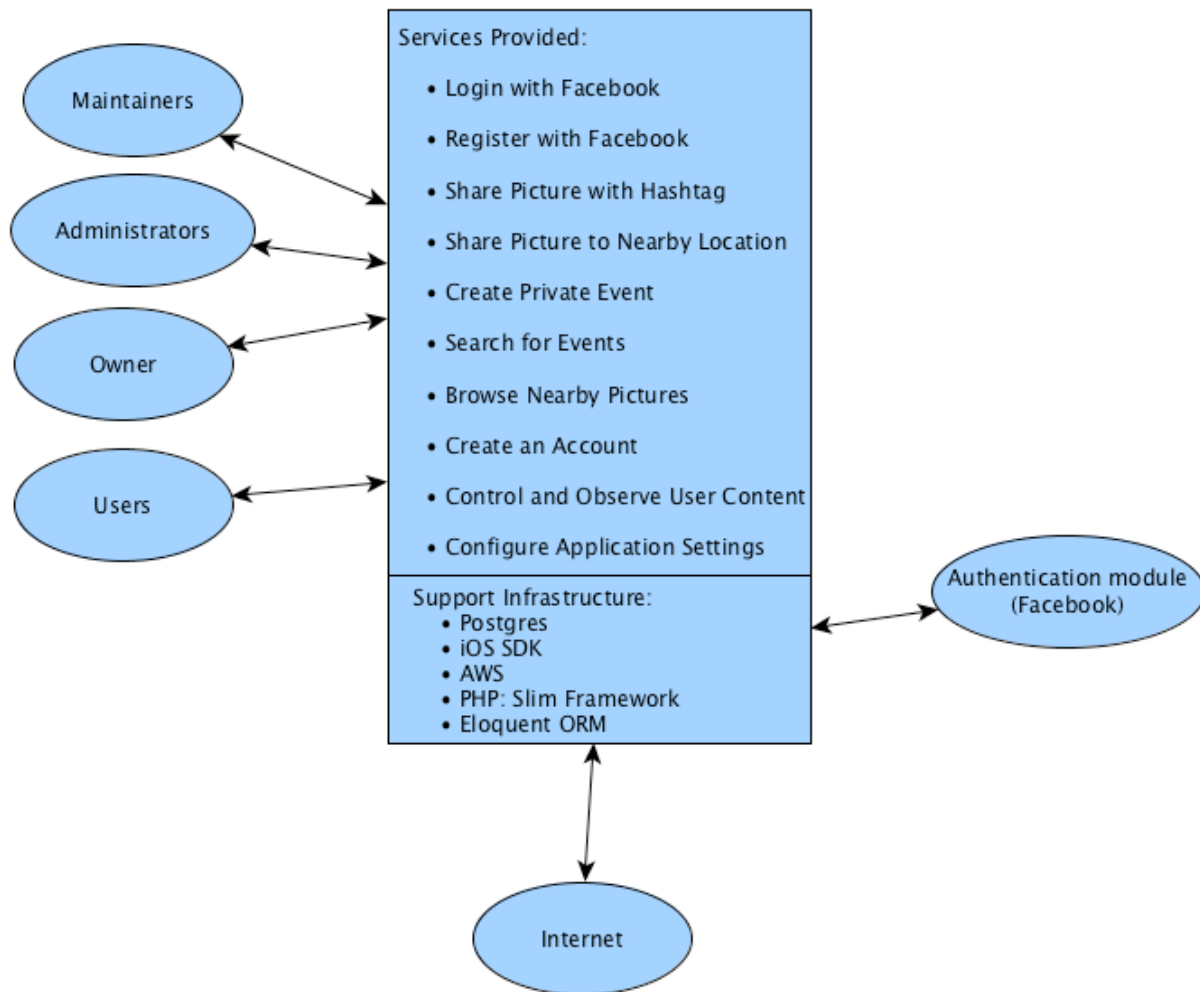 Services Provided:
• Login with Facebook
• Register with Facebook
• Share Picture with Hashtag
• Share Picture to Nearby Location
• Create Private Event
• Search for Events
• Browse Nearby Pictures
• Create an Account
• Control and Observe User Content
• Configure Application Settings
Support Infrastructure:
• Postgres
• iOS SDK
• AWS
• PHP: Slim Framework
• Eloquent ORM
Maintainers
Administrators
Owner
Users
Authentication module
(Facebook)
Internet